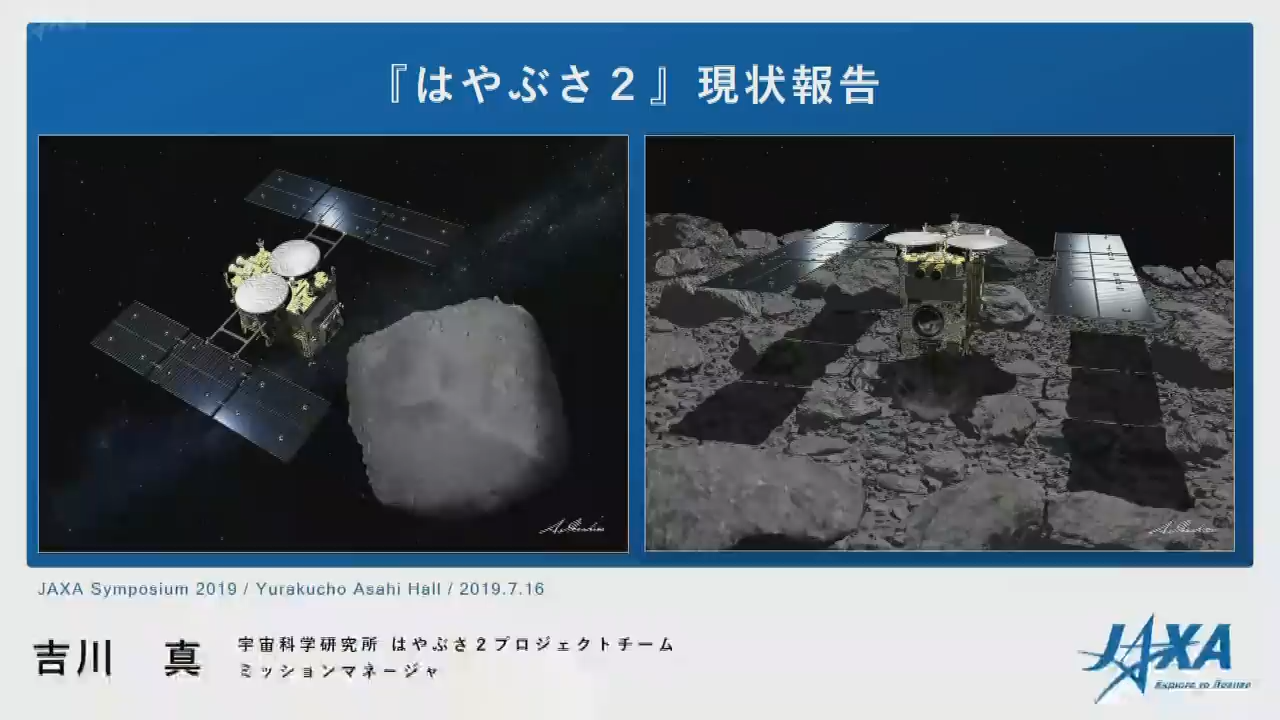 『はやぶさ２』現状報告
JAXA Symposium 2019 / Yurakucho Asahi Hall / 2019.7.16
吉川　真
宇宙科学研究所 はやぶさ２プロジェクトチーム
ミッションマネージャ
JAXA
Explore to Realize